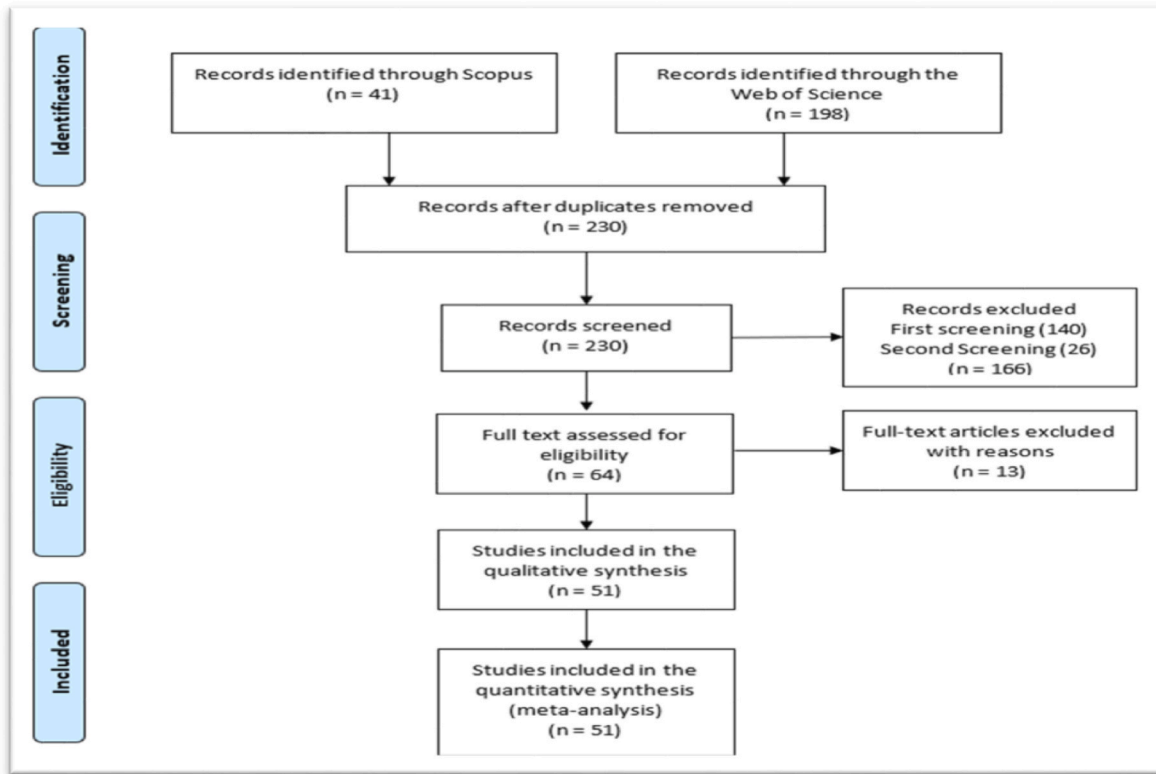 Identification
Records identified through Scopus
(n = 41)
Records identified through the
Web of Science
(n = 198)
Records after duplicates removed
(n = 230)
Screening
Records screened
(n = 230)
Records excluded
First screening (140)
Second Screening (26)
(n = 166)
Eligibility
Full text assessed for
eligibility
(n = 64)
Full-text articles excluded
with reasons
(n = 13)
Studies included in the
qualitative synthesis
(n = 51)
Included
Studies included in the
quantitative synthesis
(meta-analysis)
(n = 51)